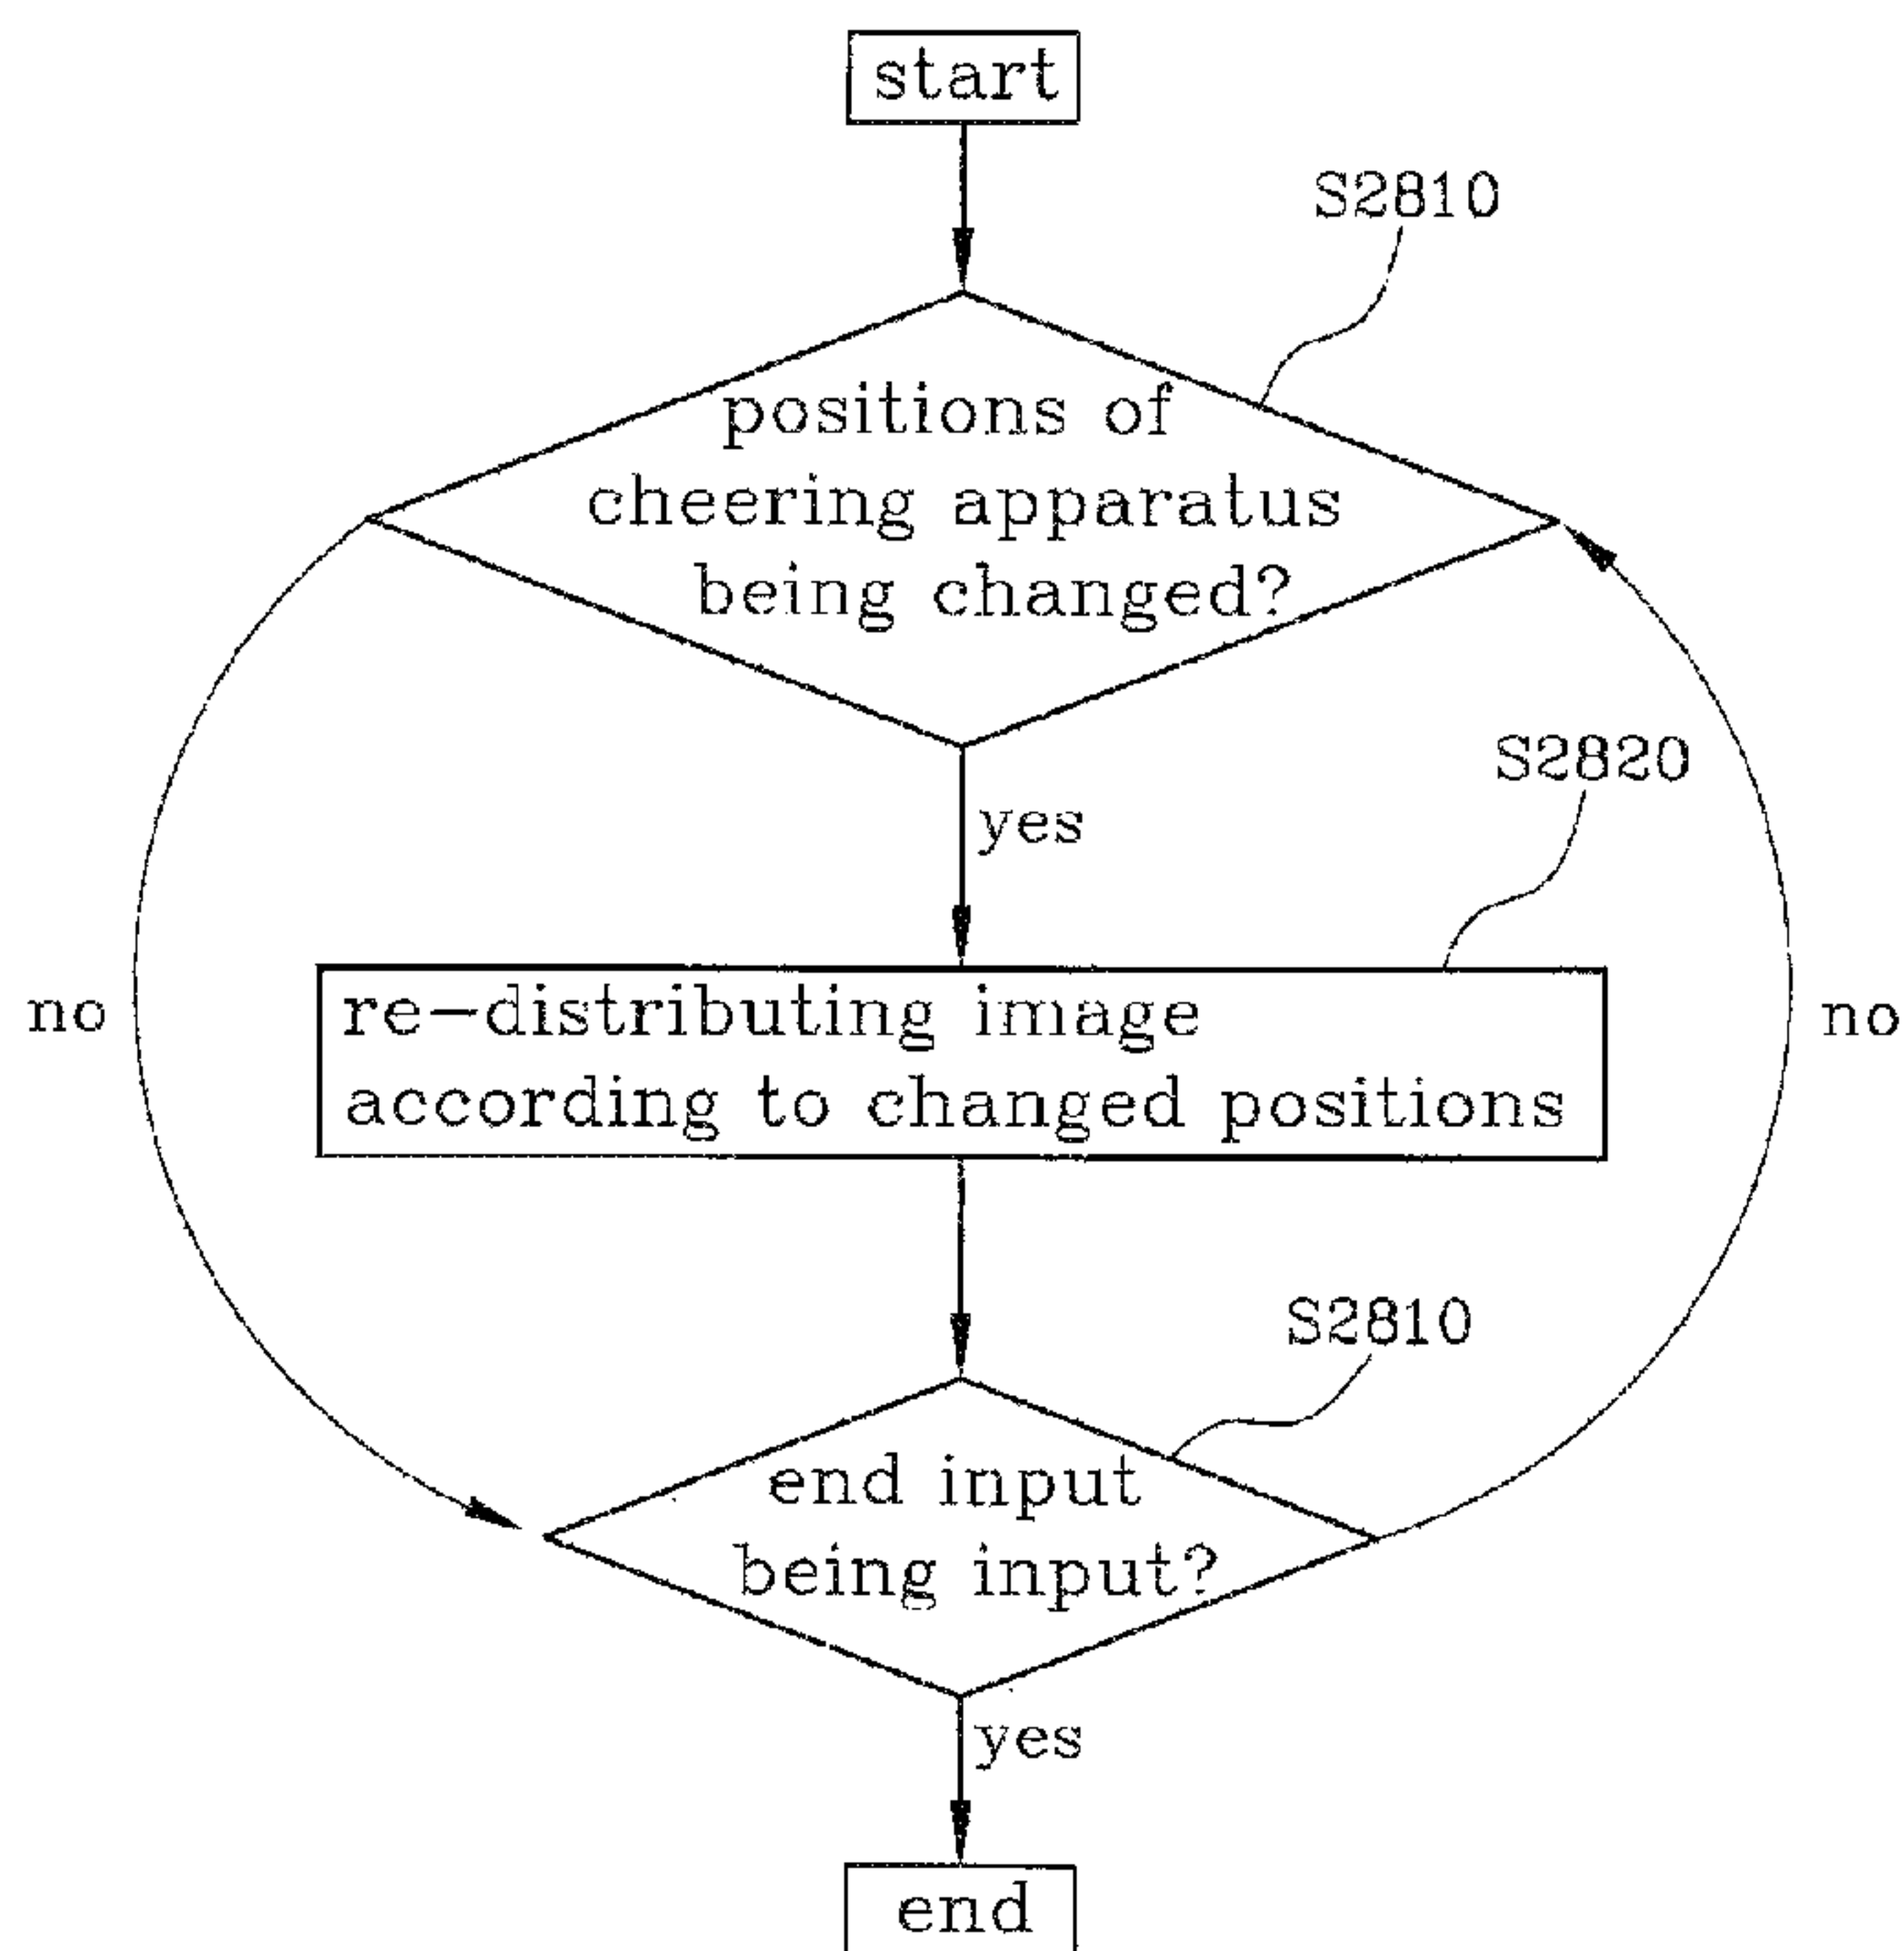 start
S2810
positions of
cheering apparatus
being changed?
S2820
yes
no
re-distributing image
according to changed positions
no
S2810
end input
being input?
yes
end